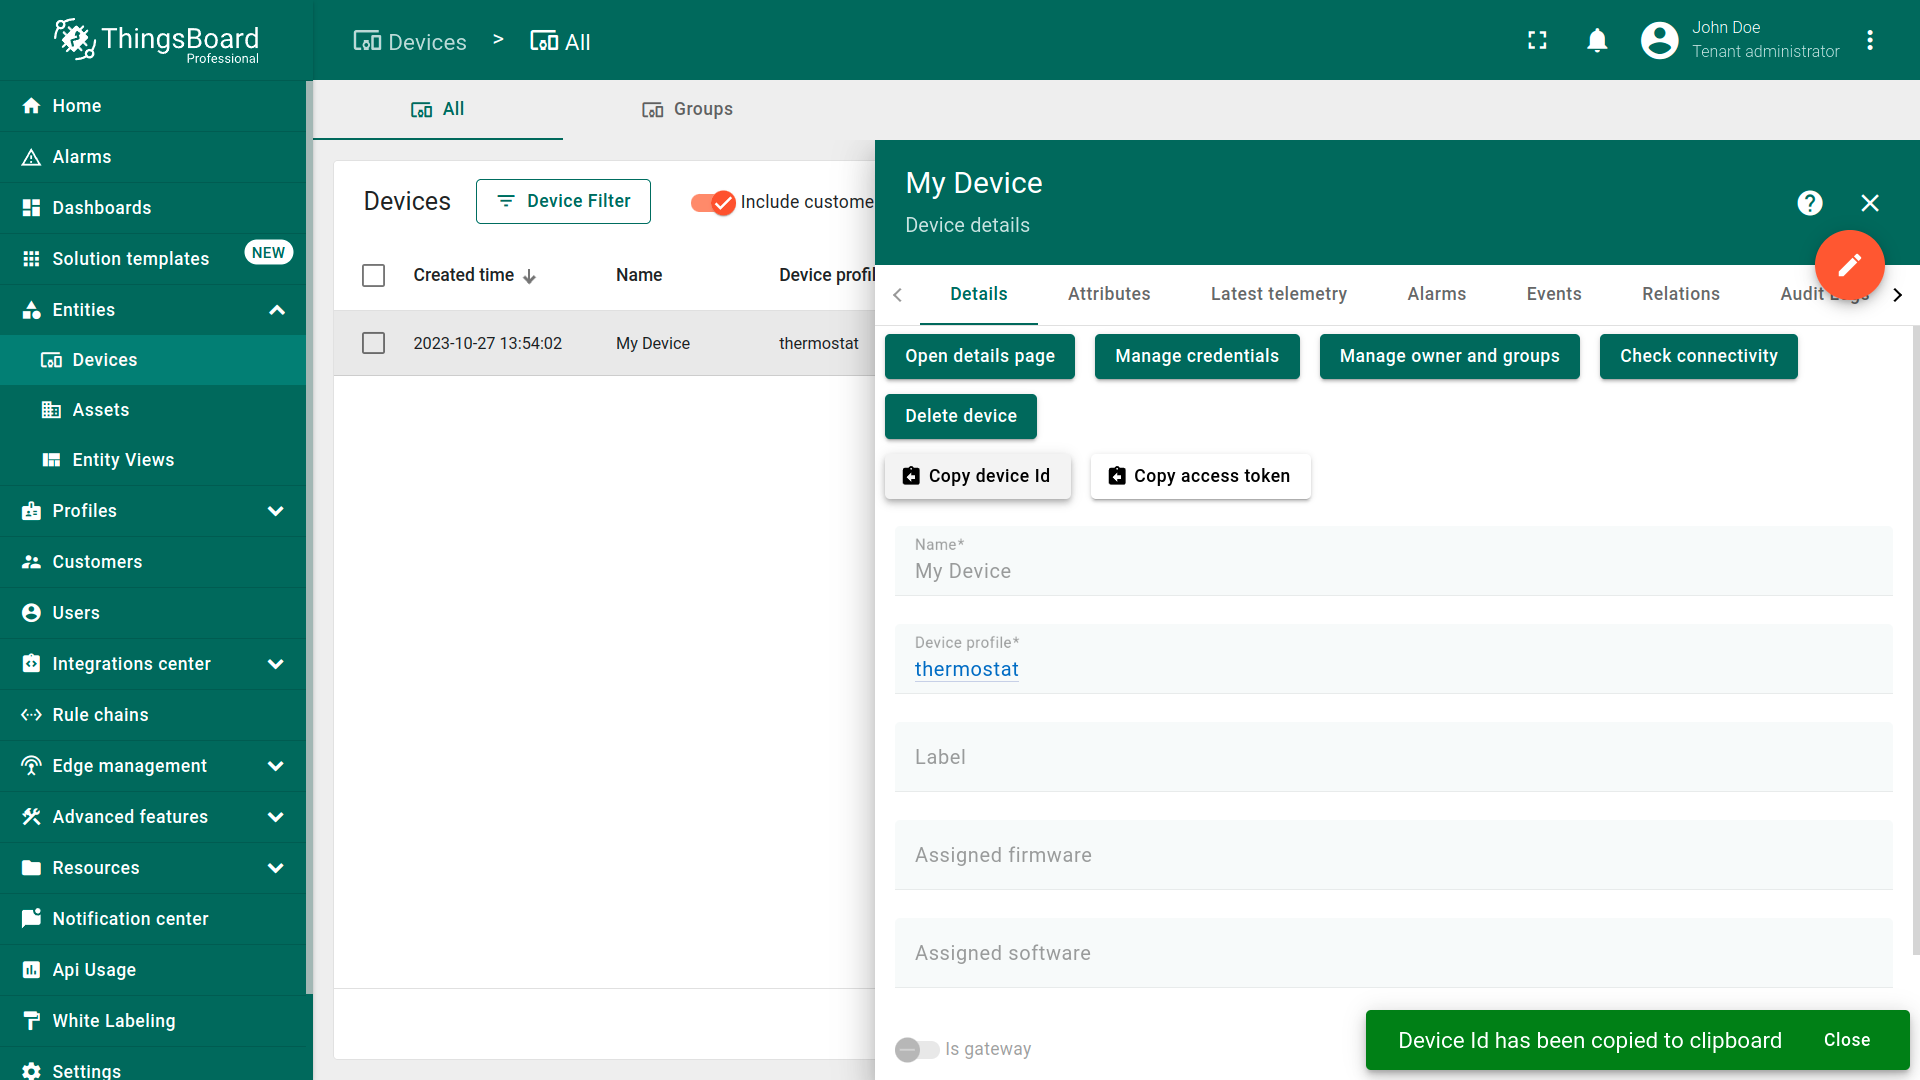 ThingsBoard
Professional
Devices > All
John Doe
Tenant administrator
Home
Alarms
Dashboards
Solution templates NEW
Entities
Devices
Assets
Entity Views
Profiles
Customers
Users
Integrations center
Rule chains
Edge management
Advanced features
Resources
Notification center
Api Usage
White Labeling
Settings
All Groups
Devices Device Filter Include custome
Created time Name Device profil
2023-10-27 13:54:02 My Device thermostat
My Device
Device details
Details Attributes Latest telemetry Alarms Events Relations Audit Logs
Open details page Manage credentials Manage owner and groups Check connectivity
Delete device
Copy device Id Copy access token
Name*
My Device
Device profile*
thermostat
Label
Assigned firmware
Assigned software
Is gateway
Device Id has been copied to clipboard Close